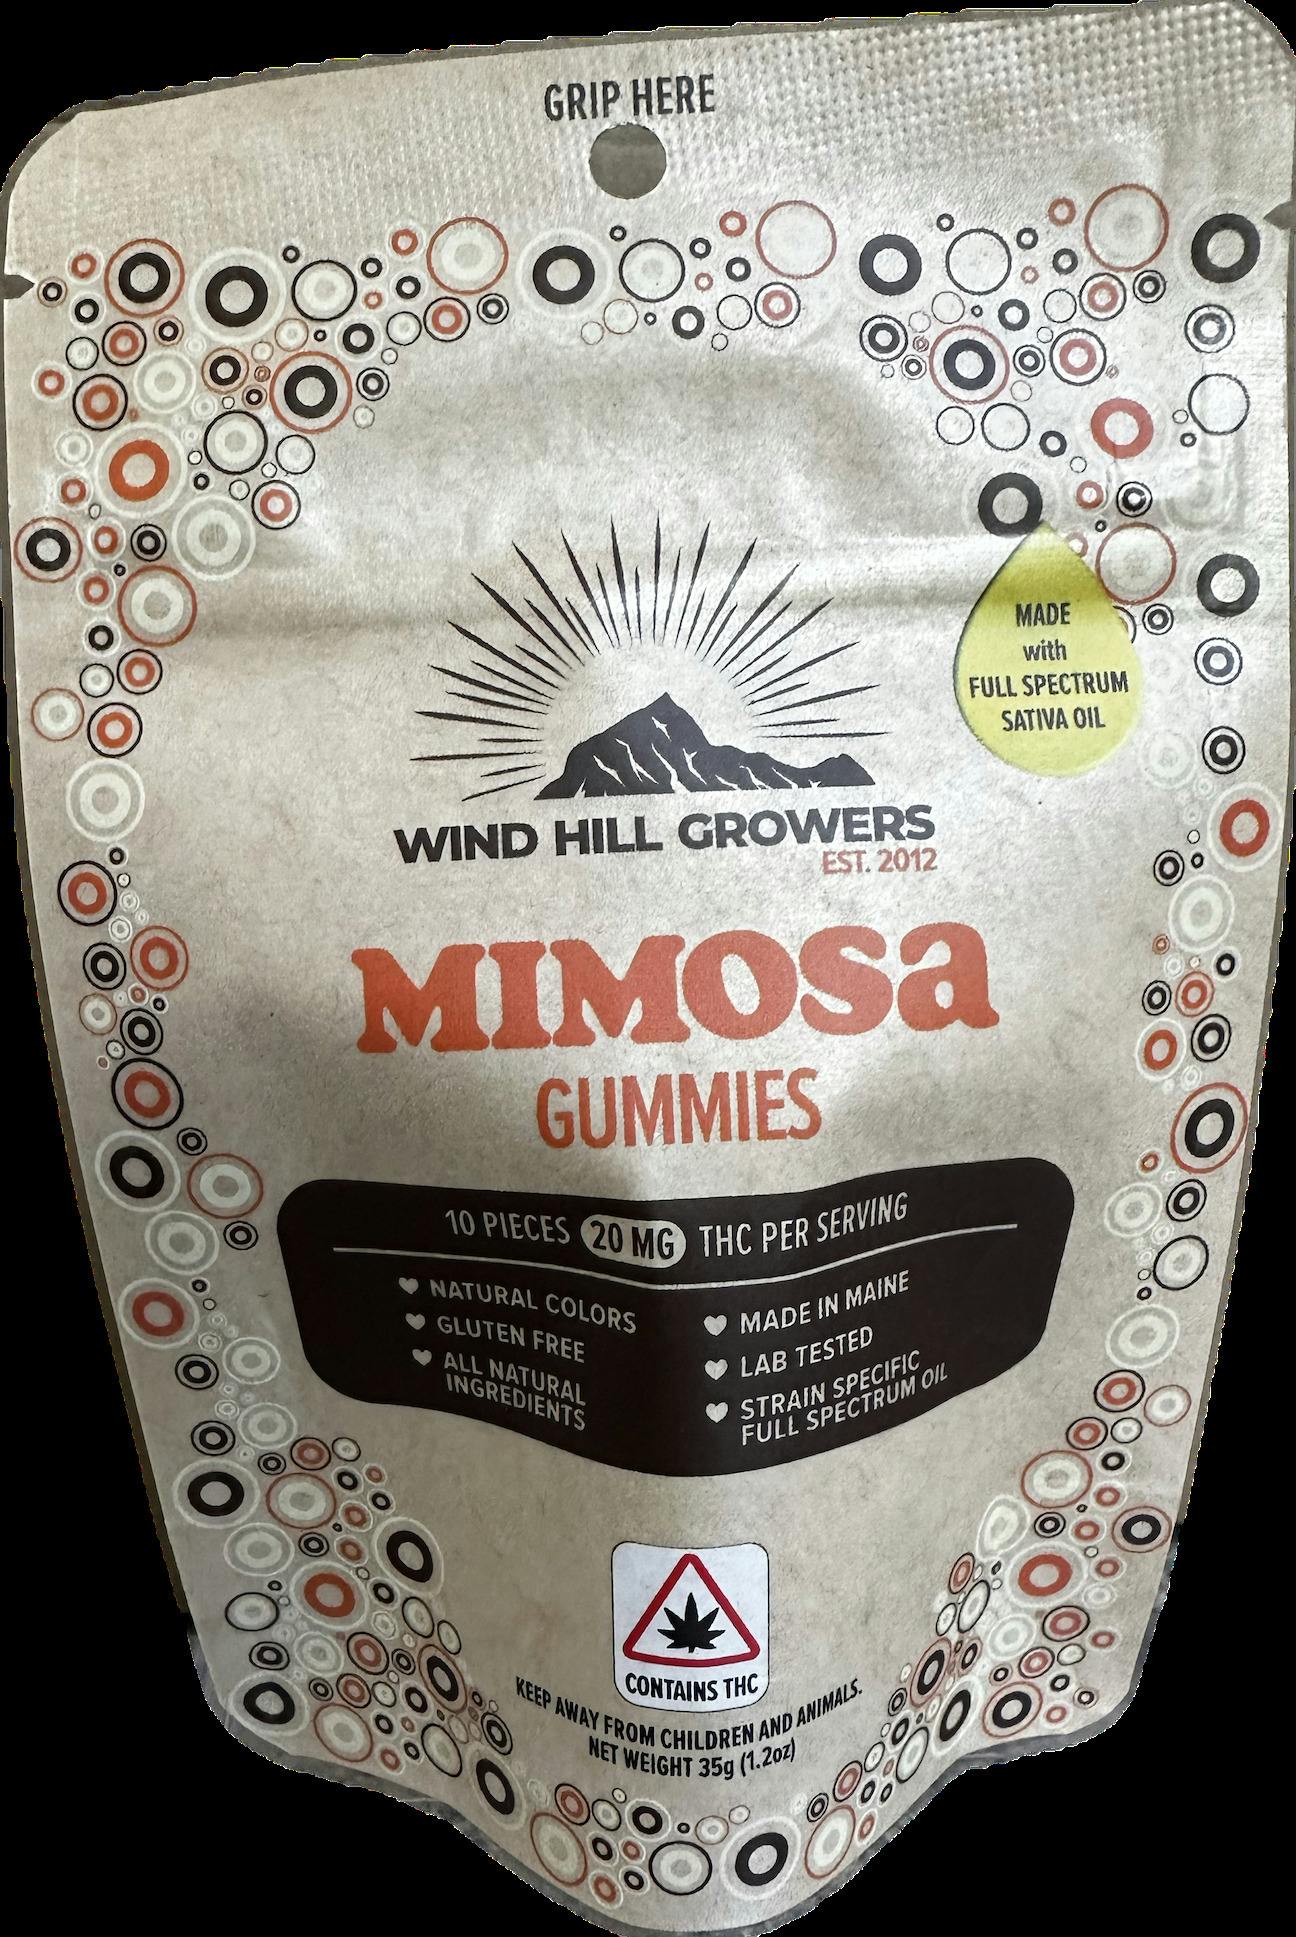 GRIP HERE
MADE
with
FULL SPECTRUM
SATIVA OIL
WIND HILL GROWERS
EST. 2012
MIMOSa
GUMMIES
10 PIECES 20 MG THC PER SERVING
NATURAL COLORS
GLUTEN FREE
ALL NATURAL
INGREDIENTS
MADE IN MAINE
LAB TESTED
STRAIN SPECIFIC
FULL SPECTRUM OIL
CONTAINS THC
KEEP AWAY FROM CHILDREN AND ANIMALS.
NET WEIGHT 35g (1.2oz)